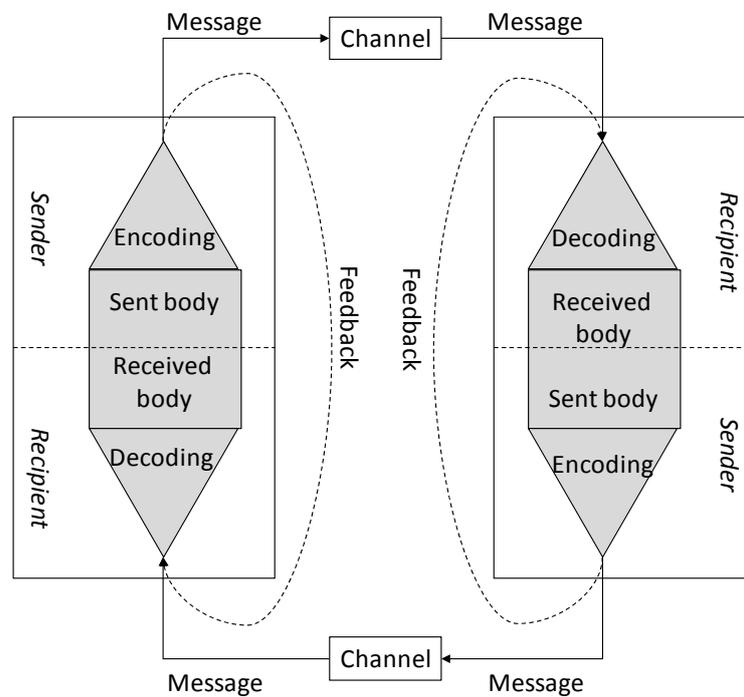 Message
Channel
Message
Sender
Encoding
Sent body
Received
body
Decoding
Recipient
Feedback
Feedback
Decoding
Received
body
Sent body
Encoding
Recipient
Sender
Message
Channel
Message